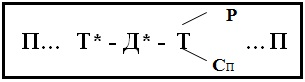 Р
П... Т* - Д* - Т ...П
Сп